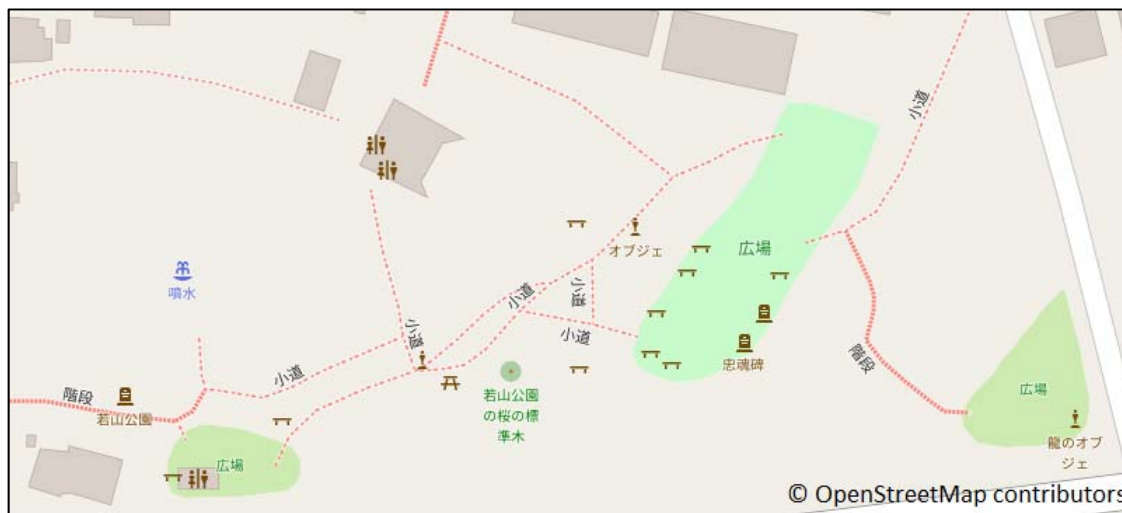 小道
オブジェ
広場
小道
小道
噴水
小道
小道
忠魂碑
階段
小道
若山公園
の桜の標
準木
広場
階段
若山公園
龍のオブ
ジェ
広場
© OpenStreetMap contributors